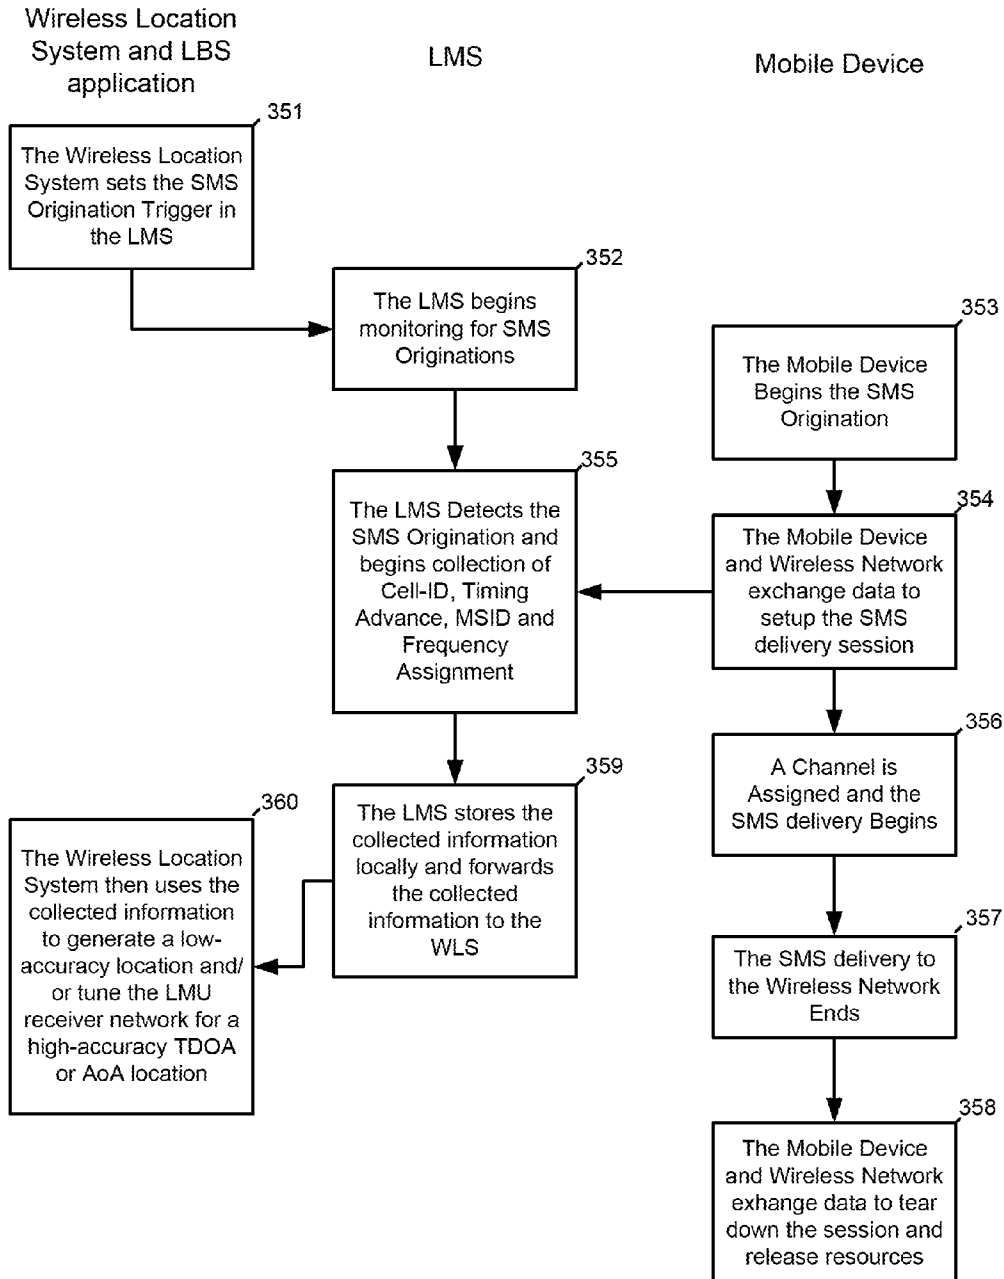 Wireless Location
System and LBS
application
LMS
Mobile Device
351
The Wireless Location
System sets the SMS
Origination Trigger in
the LMS
352
The LMS begins
monitoring for SMS
Originations
353
The Mobile Device
Begins the SMS
Origination
354
The Mobile Device
and Wireless Network
exchange data to
setup the SMS
delivery session
355
The LMS Detects the
SMS Origination and
begins collection of
Cell-ID, Timing
Advance, MSID and
Frequency
Assignment
356
A Channel is
Assigned and the
SMS delivery Begins
357
The SMS delivery to
the Wireless Network
Ends
358
The Mobile Device
and Wireless Network
exhange data to tear
down the session and
release resources
359
The LMS stores the
collected information
locally and forwards
the collected
information to the
WLS
360
The Wireless Location
System then uses the
collected information
to generate a low-
accuracy location and/
or tune the LMU
receiver network for a
high-accuracy TDOA
or AoA location